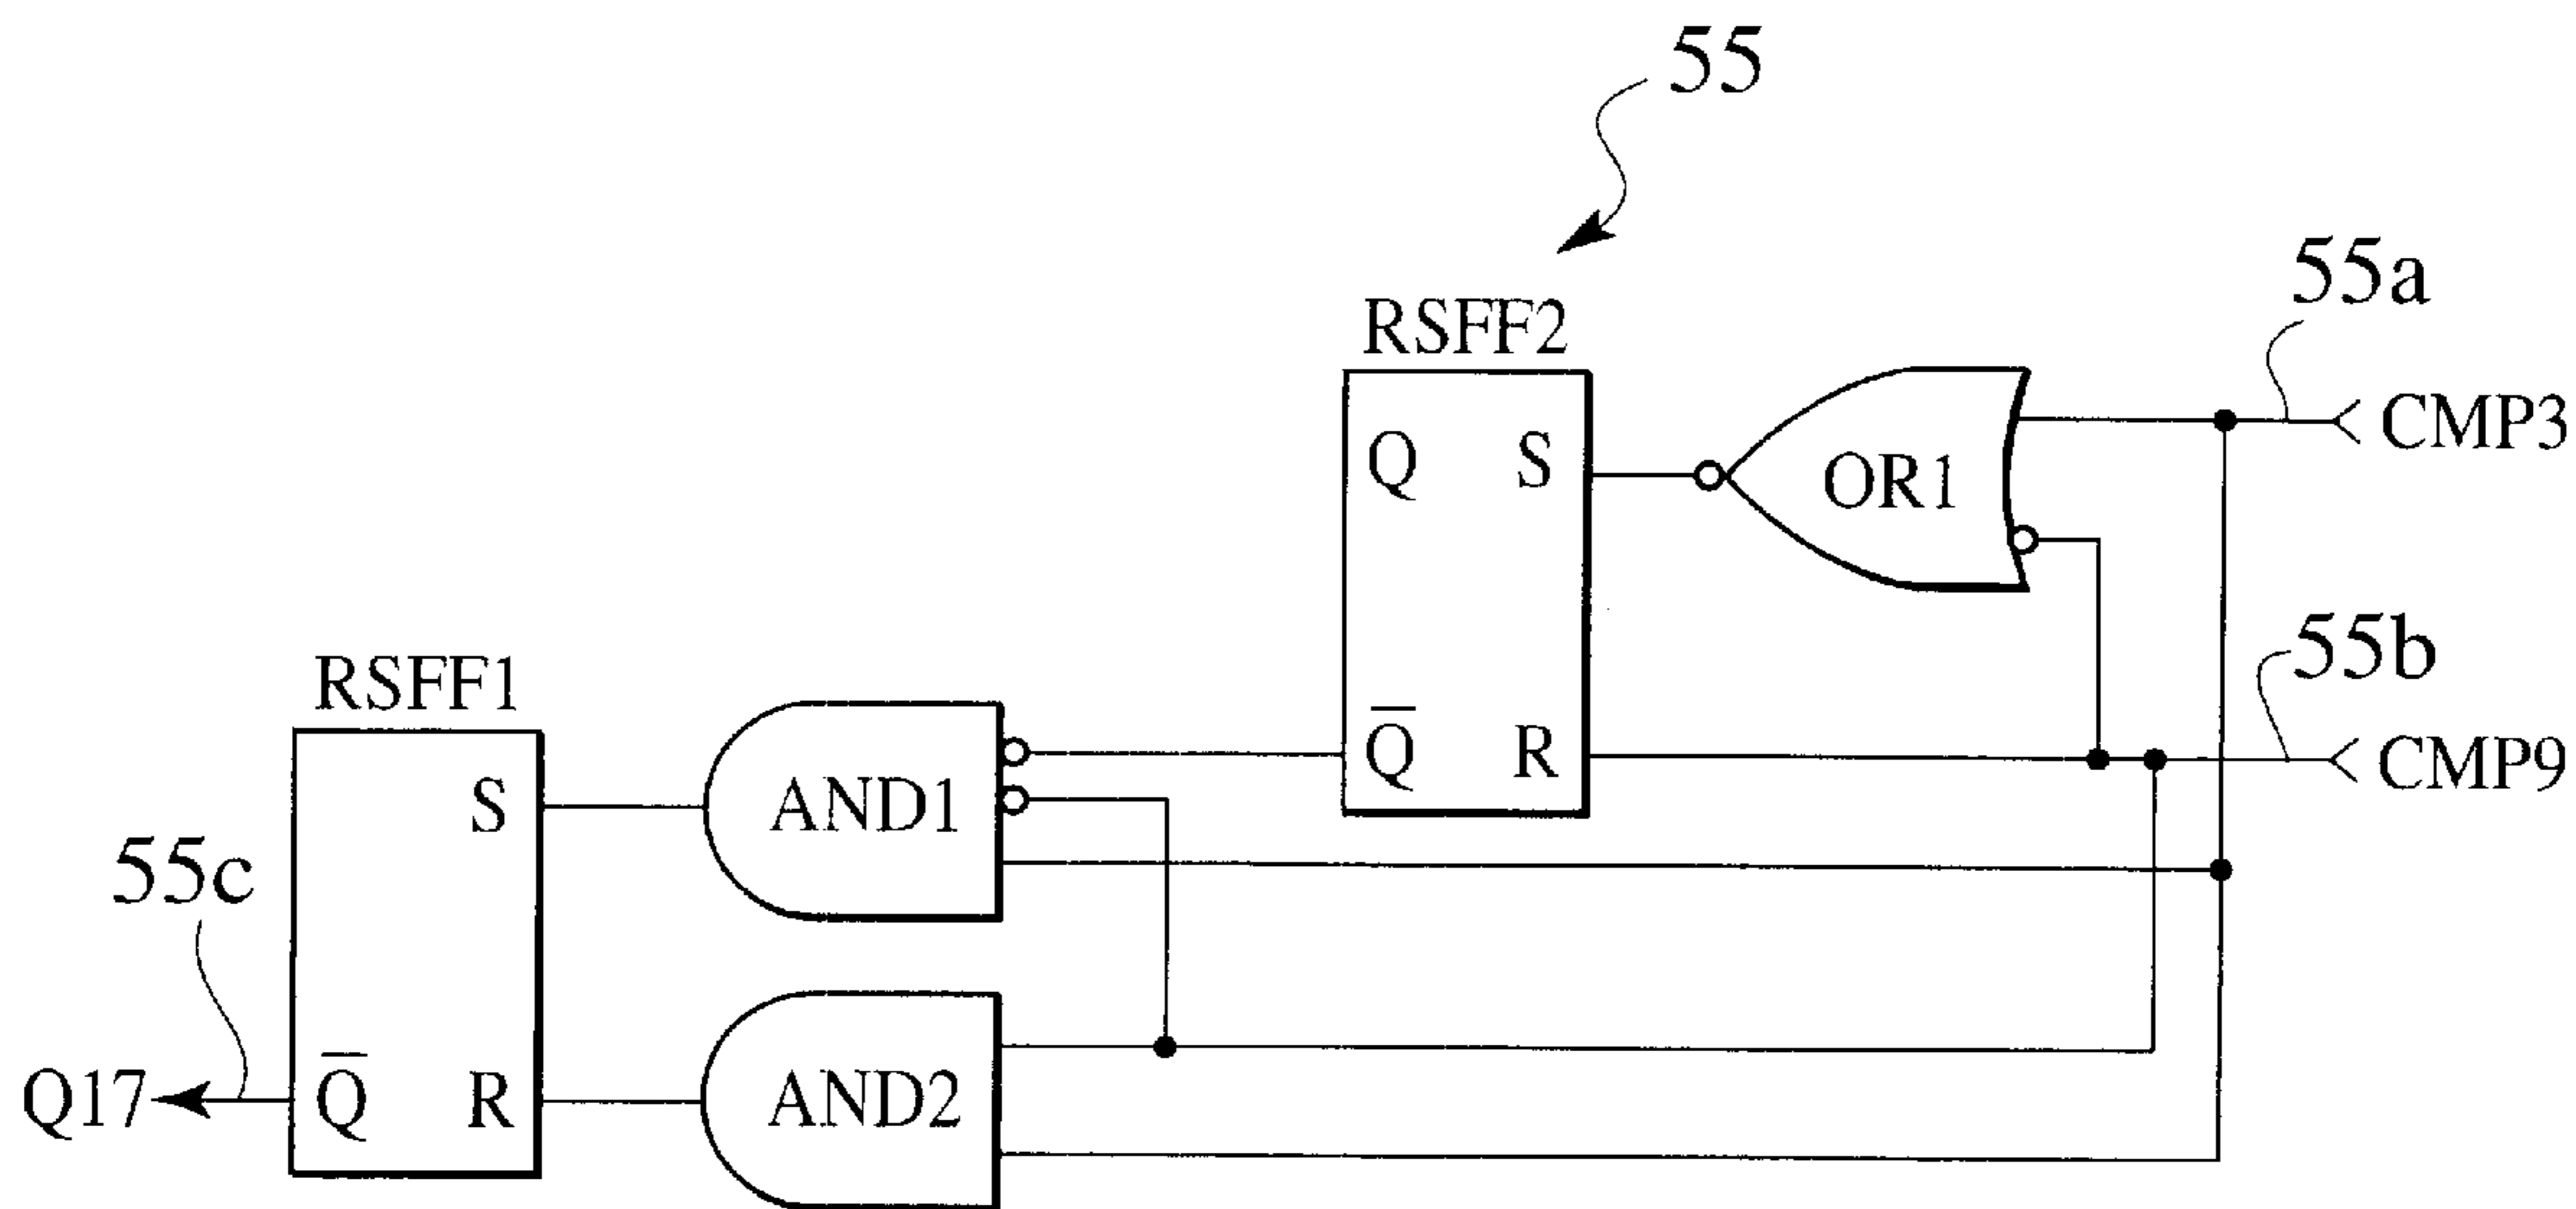 55
55a
RSFF2
CMP3
Q S
OR1
55b
RSFF1
Q̅ R
CMP9
S
AND1
55c
Q17
Q̅ R
AND2